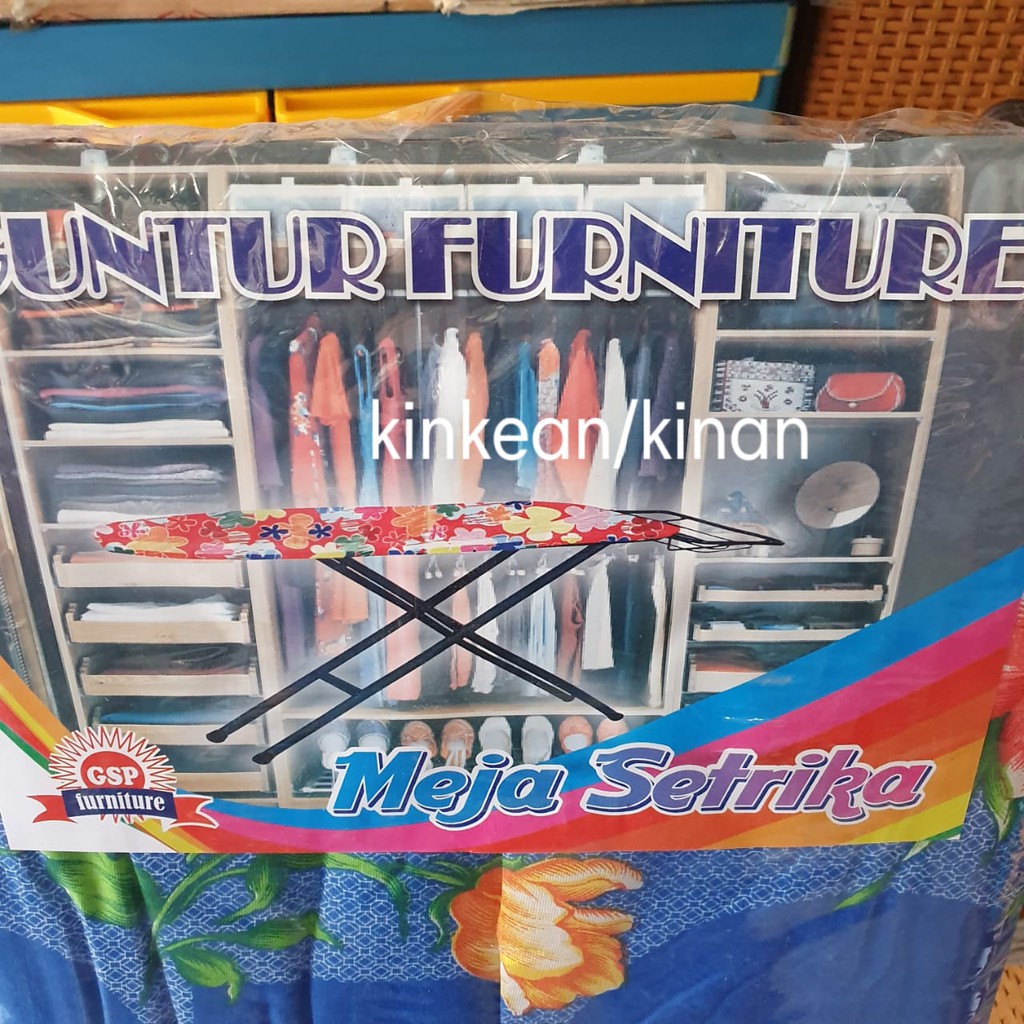 GUNTUR FURNITURE
kinkean/kinan
GSP
furniture
Meja Setrika